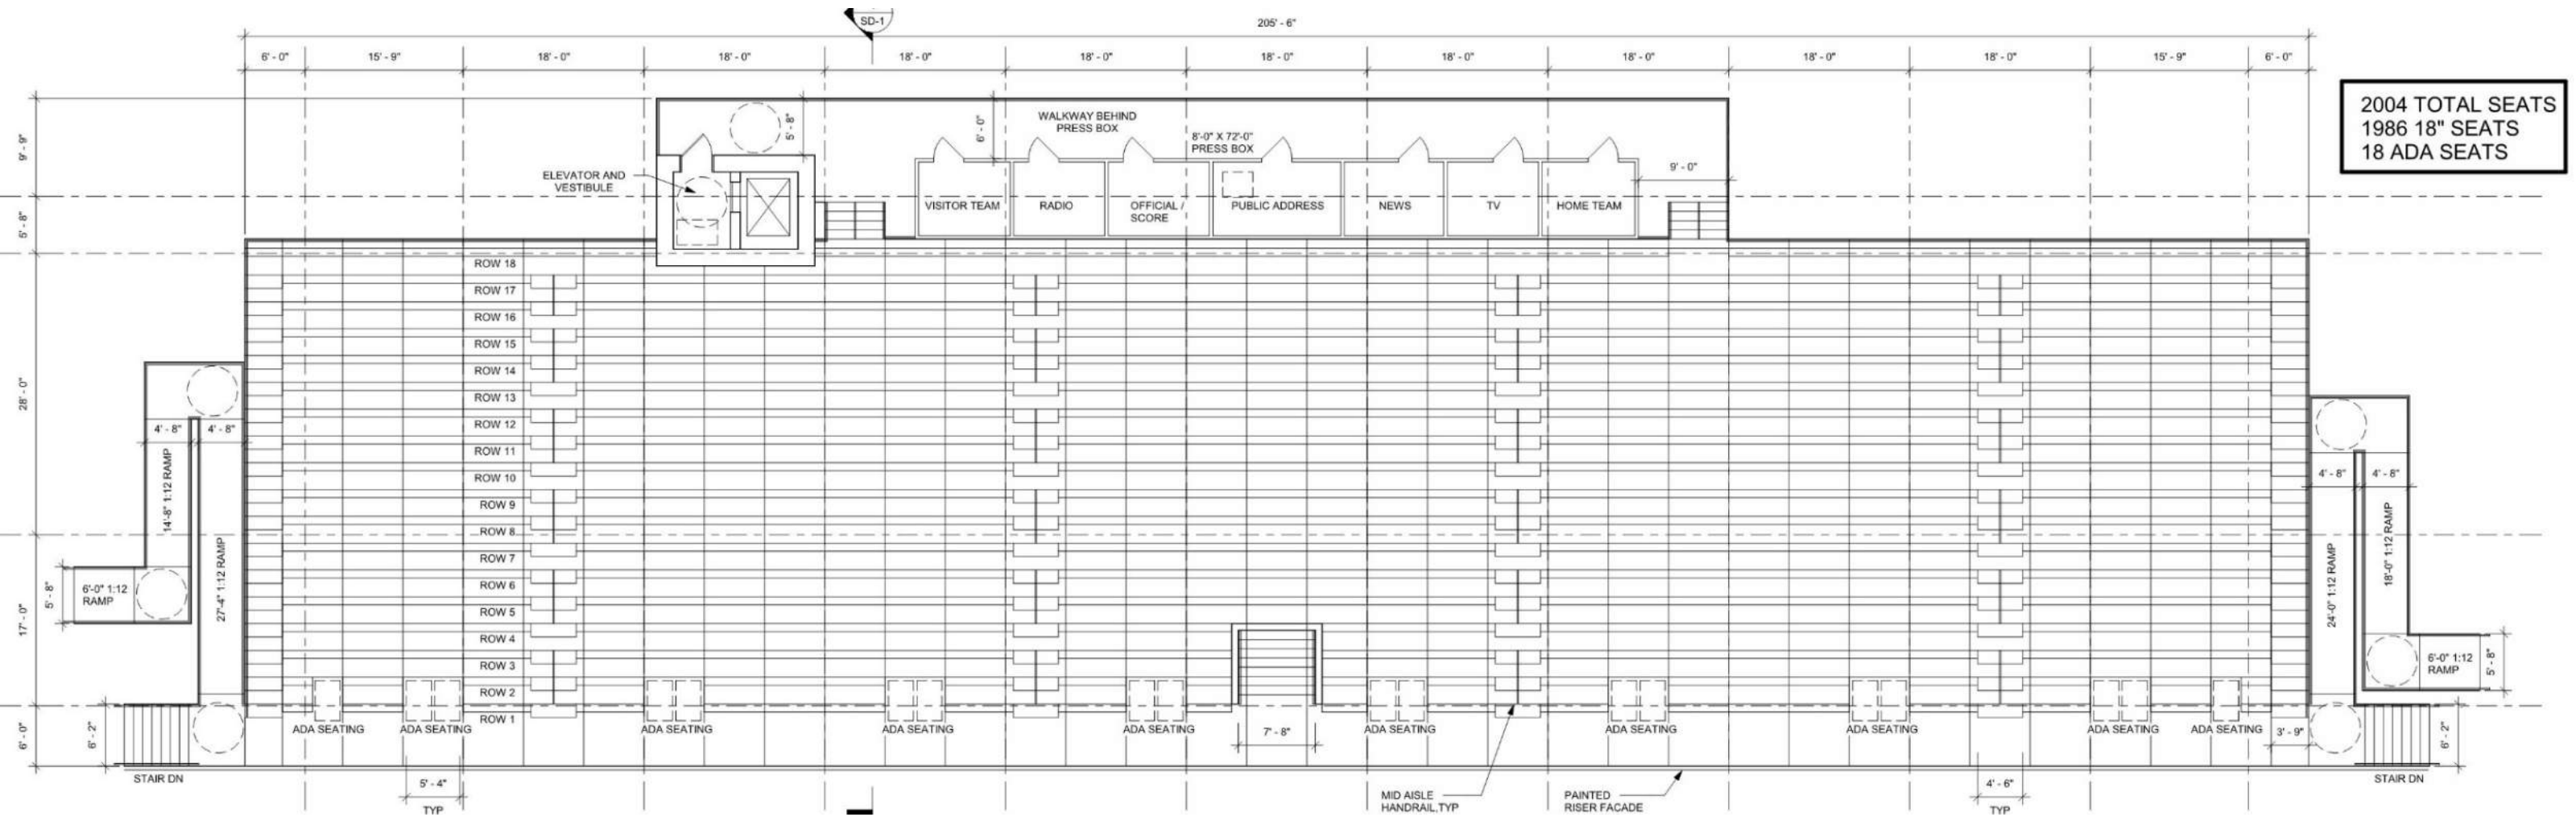 SD-1
205' - 6"
6' - 0"
15' - 9"
18' - 0"
18' - 0"
18' - 0"
18' - 0"
18' - 0"
18' - 0"
18' - 0"
18' - 0"
18' - 0"
15' - 9"
6' - 0"
2004 TOTAL SEATS
1986 18" SEATS
18 ADA SEATS
9' - 9"
5' - 8"
28' - 0"
17' - 0"
6' - 0"
5' - 8"
6' - 0"
WALKWAY BEHIND
PRESS BOX
8'-0" X 72'-0"
PRESS BOX
9' - 0"
ELEVATOR AND
VESTIBULE
VISITOR TEAM
RADIO
OFFICIAL /
SCORE
PUBLIC ADDRESS
NEWS
TV
HOME TEAM
ROW 18
ROW 17
ROW 16
ROW 15
ROW 14
ROW 13
ROW 12
ROW 11
ROW 10
ROW 9
ROW 8
ROW 7
ROW 6
ROW 5
ROW 4
ROW 3
ROW 2
ROW 1
4' - 8"
4' - 8"
14'-8" 1:12 RAMP
27'-4" 1:12 RAMP
5' - 8"
6'-0" 1:12
RAMP
6' - 2"
STAIR DN
4' - 8"
4' - 8"
24'-0" 1:12 RAMP
18'-0" 1:12 RAMP
6'-0" 1:12
RAMP
5' - 8"
6' - 2"
STAIR DN
ADA SEATING
ADA SEATING
ADA SEATING
ADA SEATING
ADA SEATING
ADA SEATING
ADA SEATING
ADA SEATING
ADA SEATING
ADA SEATING
7' - 8"
3' - 9"
5' - 4"
TYP
MID AISLE
HANDRAIL,TYP
PAINTED
RISER FACADE
4' - 6"
TYP